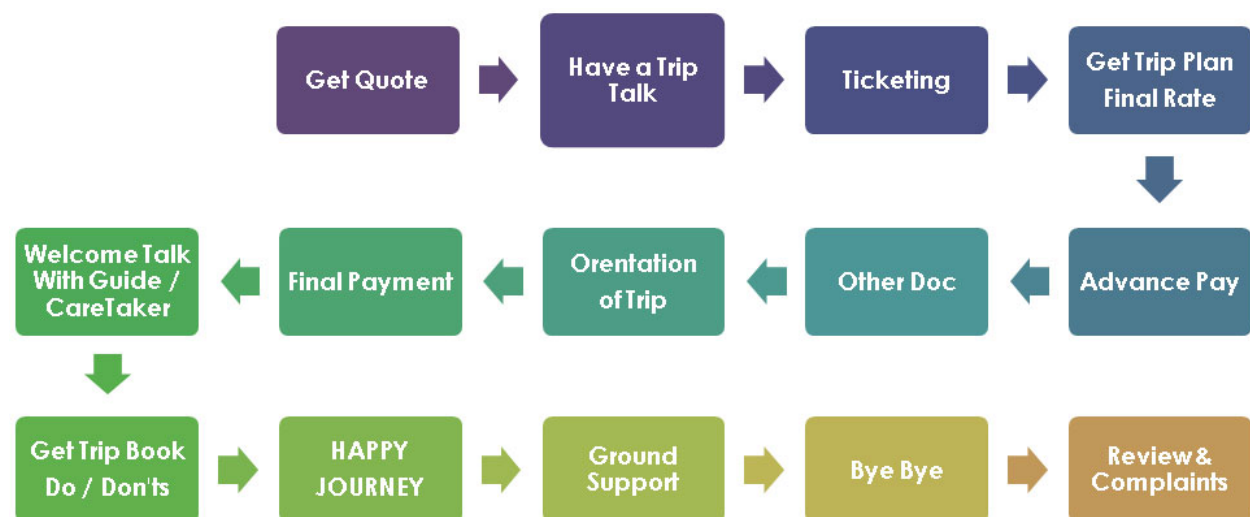 Get Quote
Have a Trip
Talk
Ticketing
Get Trip Plan
Final Rate
Advance Pay
Other Doc
Orentation
of Trip
Final Payment
Welcome Talk
With Guide /
CareTaker
Get Trip Book
Do / Don'ts
HAPPY
JOURNEY
Ground
Support
Bye Bye
Review &
Complaints